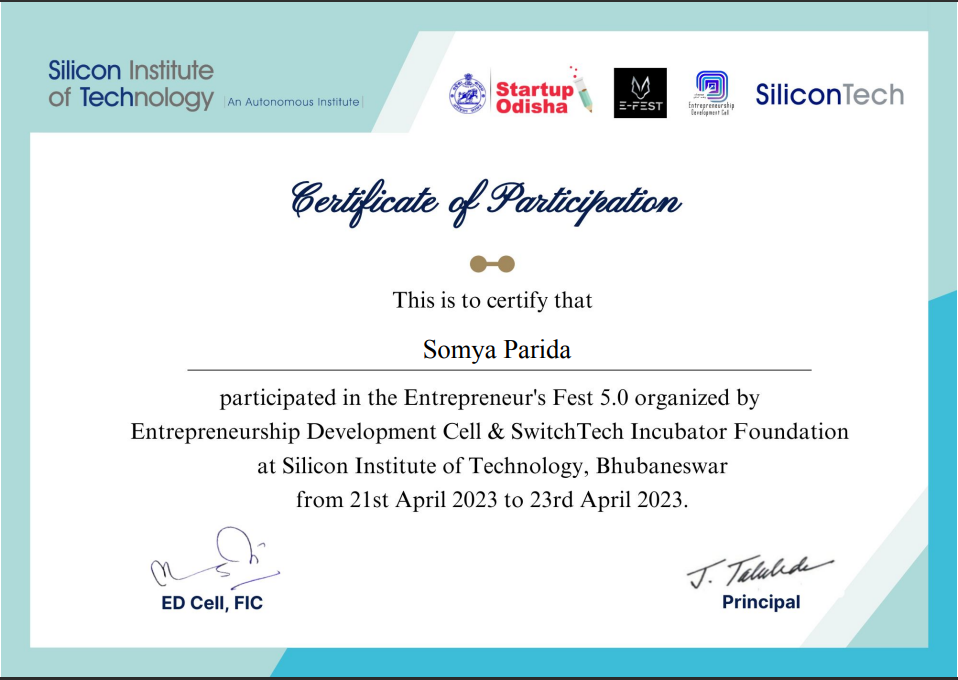 Silicon Institute
of Technology An Autonomous Institute
Startup
Odisha
E-FEST
Entrepreneurship
Development Cell
SiliconTech
Certificate of Participation
This is to certify that
Somya Parida
participated in the Entrepreneur's Fest 5.0 organized by
Entrepreneurship Development Cell & SwitchTech Incubator Foundation
at Silicon Institute of Technology, Bhubaneswar
from 21st April 2023 to 23rd April 2023.
ED Cell, FIC
Principal